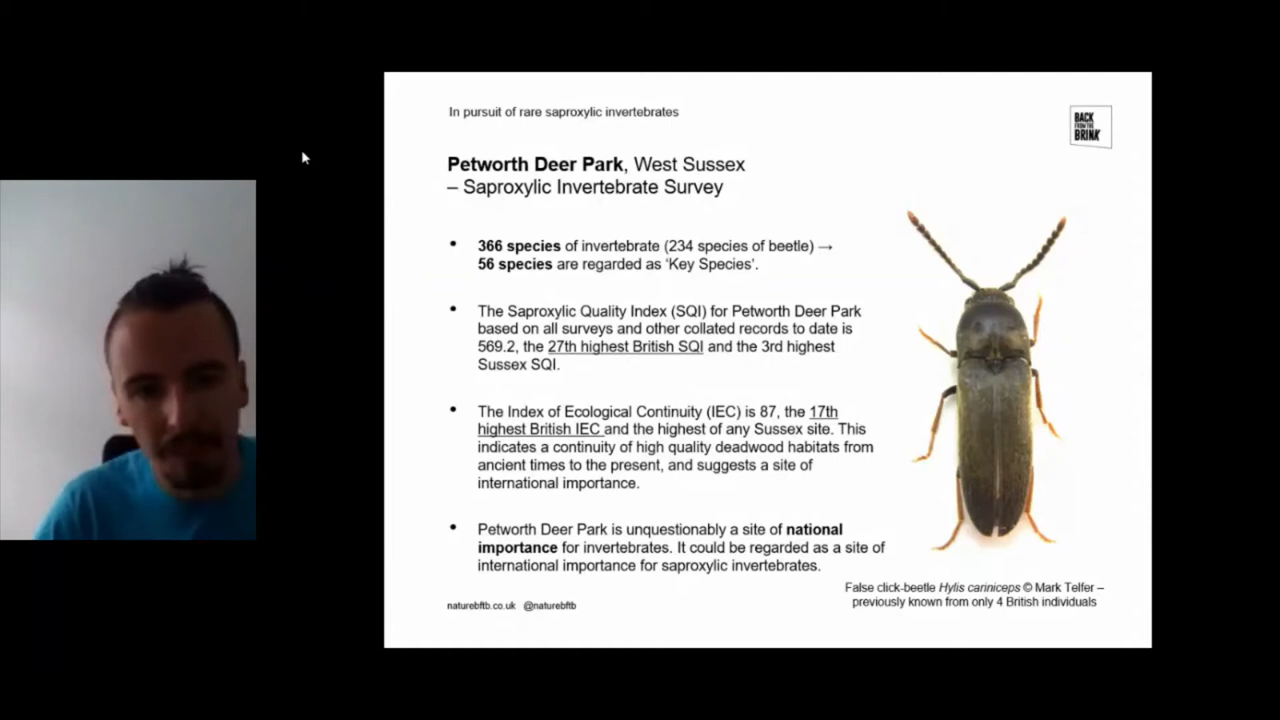 In pursuit of rare saproxylic invertebrates
BACK
FROM THE
BRINK
Petworth Deer Park, West Sussex
– Saproxylic Invertebrate Survey
• 366 species of invertebrate (234 species of beetle) →
56 species are regarded as ‘Key Species’.
• The Saproxylic Quality Index (SQI) for Petworth Deer Park
based on all surveys and other collated records to date is
569.2, the 27th highest British SQI and the 3rd highest
Sussex SQI.
• The Index of Ecological Continuity (IEC) is 87, the 17th
highest British IEC and the highest of any Sussex site. This
indicates a continuity of high quality deadwood habitats from
ancient times to the present, and suggests a site of
international importance.
• Petworth Deer Park is unquestionably a site of national
importance for invertebrates. It could be regarded as a site of
international importance for saproxylic invertebrates.
False click-beetle Hylis cariniceps © Mark Telfer –
previously known from only 4 British individuals
naturebftb.co.uk @naturebftb